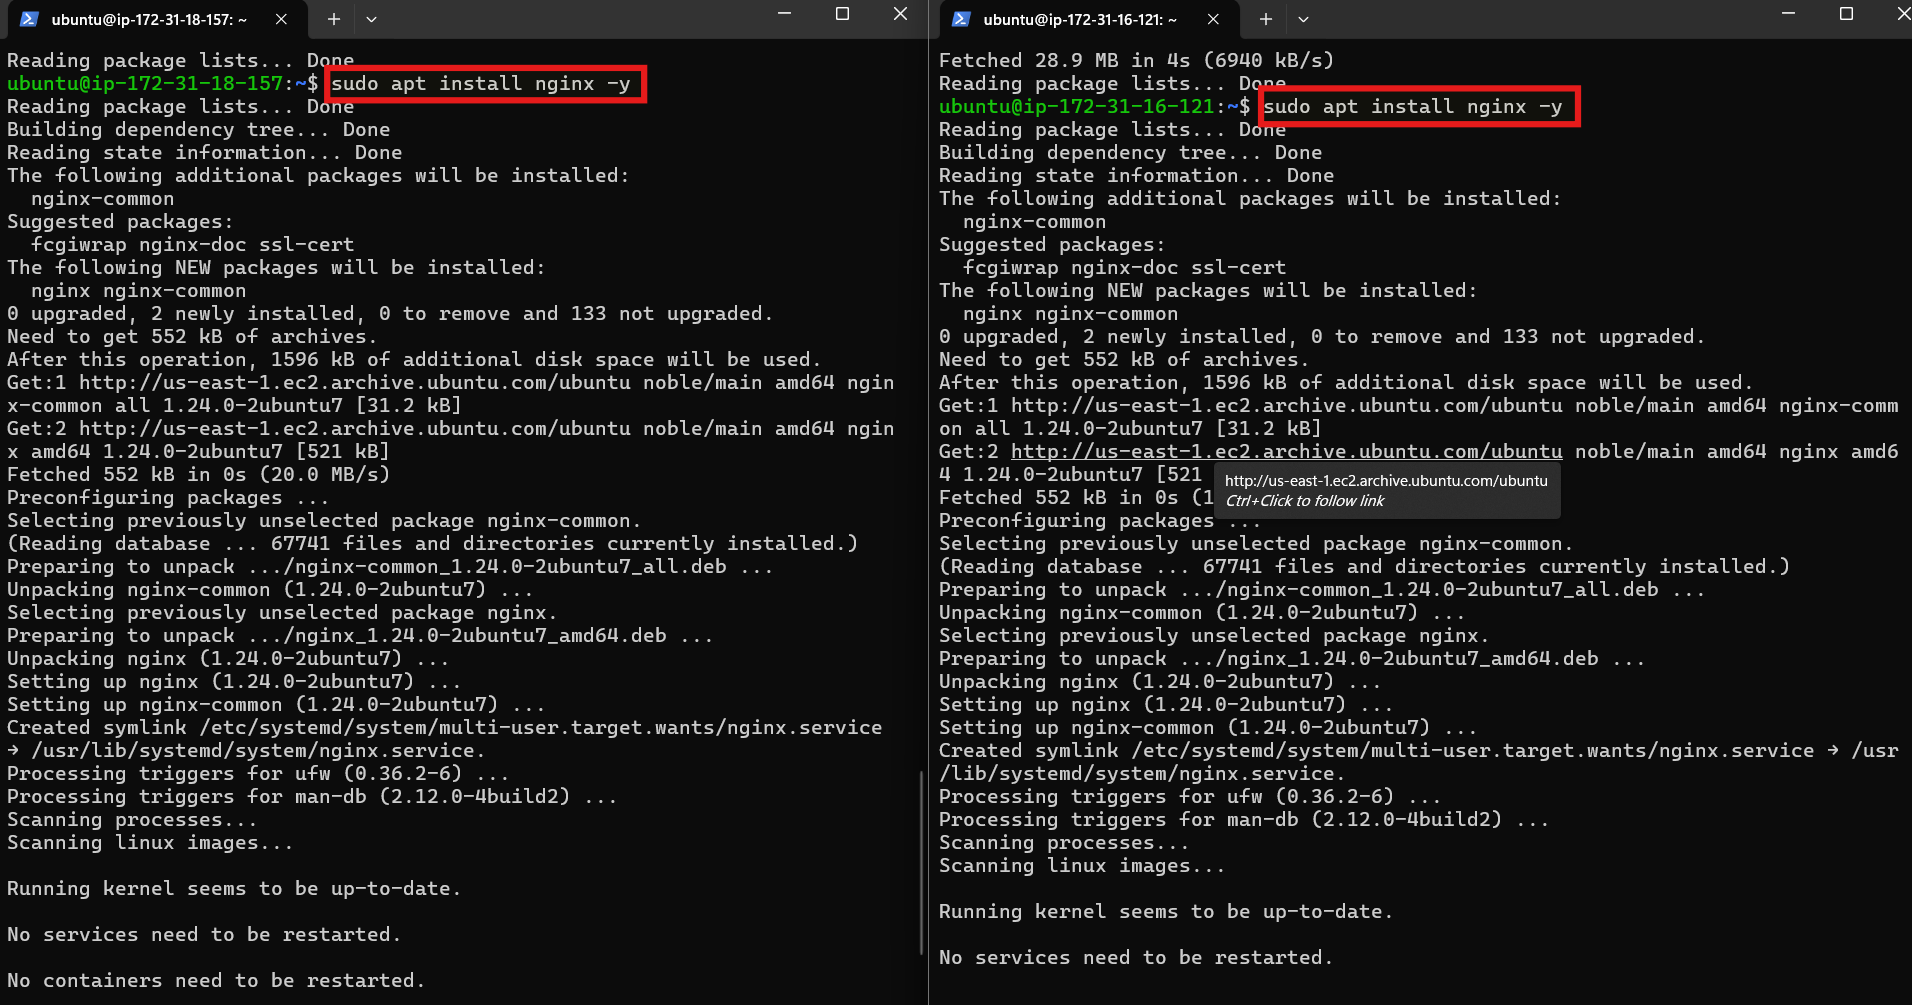 ubuntu@ip-172-31-18-157: ~
Reading package lists... Done
ubuntu@ip-172-31-18-157:~$ sudo apt install nginx -y
Reading package lists... Done
Building dependency tree... Done
Reading state information... Done
The following additional packages will be installed:
  nginx-common
Suggested packages:
  fcgiwrap nginx-doc ssl-cert
The following NEW packages will be installed:
  nginx nginx-common
0 upgraded, 2 newly installed, 0 to remove and 133 not upgraded.
Need to get 552 kB of archives.
After this operation, 1596 kB of additional disk space will be used.
Get:1 http://us-east-1.ec2.archive.ubuntu.com/ubuntu noble/main amd64 ngin
x-common all 1.24.0-2ubuntu7 [31.2 kB]
Get:2 http://us-east-1.ec2.archive.ubuntu.com/ubuntu noble/main amd64 ngin
x amd64 1.24.0-2ubuntu7 [521 kB]
Fetched 552 kB in 0s (20.0 MB/s)
Preconfiguring packages ...
Selecting previously unselected package nginx-common.
(Reading database ... 67741 files and directories currently installed.)
Preparing to unpack .../nginx-common_1.24.0-2ubuntu7_all.deb ...
Unpacking nginx-common (1.24.0-2ubuntu7) ...
Selecting previously unselected package nginx.
Preparing to unpack .../nginx_1.24.0-2ubuntu7_amd64.deb ...
Unpacking nginx (1.24.0-2ubuntu7) ...
Setting up nginx (1.24.0-2ubuntu7) ...
Setting up nginx-common (1.24.0-2ubuntu7) ...
Created symlink /etc/systemd/system/multi-user.target.wants/nginx.service
→ /usr/lib/systemd/system/nginx.service.
Processing triggers for ufw (0.36.2-6) ...
Processing triggers for man-db (2.12.0-4build2) ...
Scanning processes...
Scanning linux images...
Running kernel seems to be up-to-date.
No services need to be restarted.
No containers need to be restarted.
ubuntu@ip-172-31-16-121: ~
Fetched 28.9 MB in 4s (6940 kB/s)
Reading package lists... Done
ubuntu@ip-172-31-16-121:~$ sudo apt install nginx -y
Reading package lists... Done
Building dependency tree... Done
Reading state information... Done
The following additional packages will be installed:
  nginx-common
Suggested packages:
  fcgiwrap nginx-doc ssl-cert
The following NEW packages will be installed:
  nginx nginx-common
0 upgraded, 2 newly installed, 0 to remove and 133 not upgraded.
Need to get 552 kB of archives.
After this operation, 1596 kB of additional disk space will be used.
Get:1 http://us-east-1.ec2.archive.ubuntu.com/ubuntu noble/main amd64 nginx-comm
on all 1.24.0-2ubuntu7 [31.2 kB]
Get:2 http://us-east-1.ec2.archive.ubuntu.com/ubuntu noble/main amd64 nginx amd6
4 1.24.0-2ubuntu7 [521
http://us-east-1.ec2.archive.ubuntu.com/ubuntu
Ctrl+Click to follow link
Fetched 552 kB in 0s (1
Preconfiguring packages ...
Selecting previously unselected package nginx-common.
(Reading database ... 67741 files and directories currently installed.)
Preparing to unpack .../nginx-common_1.24.0-2ubuntu7_all.deb ...
Unpacking nginx-common (1.24.0-2ubuntu7) ...
Selecting previously unselected package nginx.
Preparing to unpack .../nginx_1.24.0-2ubuntu7_amd64.deb ...
Unpacking nginx (1.24.0-2ubuntu7) ...
Setting up nginx (1.24.0-2ubuntu7) ...
Setting up nginx-common (1.24.0-2ubuntu7) ...
Created symlink /etc/systemd/system/multi-user.target.wants/nginx.service → /usr
/lib/systemd/system/nginx.service.
Processing triggers for ufw (0.36.2-6) ...
Processing triggers for man-db (2.12.0-4build2) ...
Scanning processes...
Scanning linux images...
Running kernel seems to be up-to-date.
No services need to be restarted.